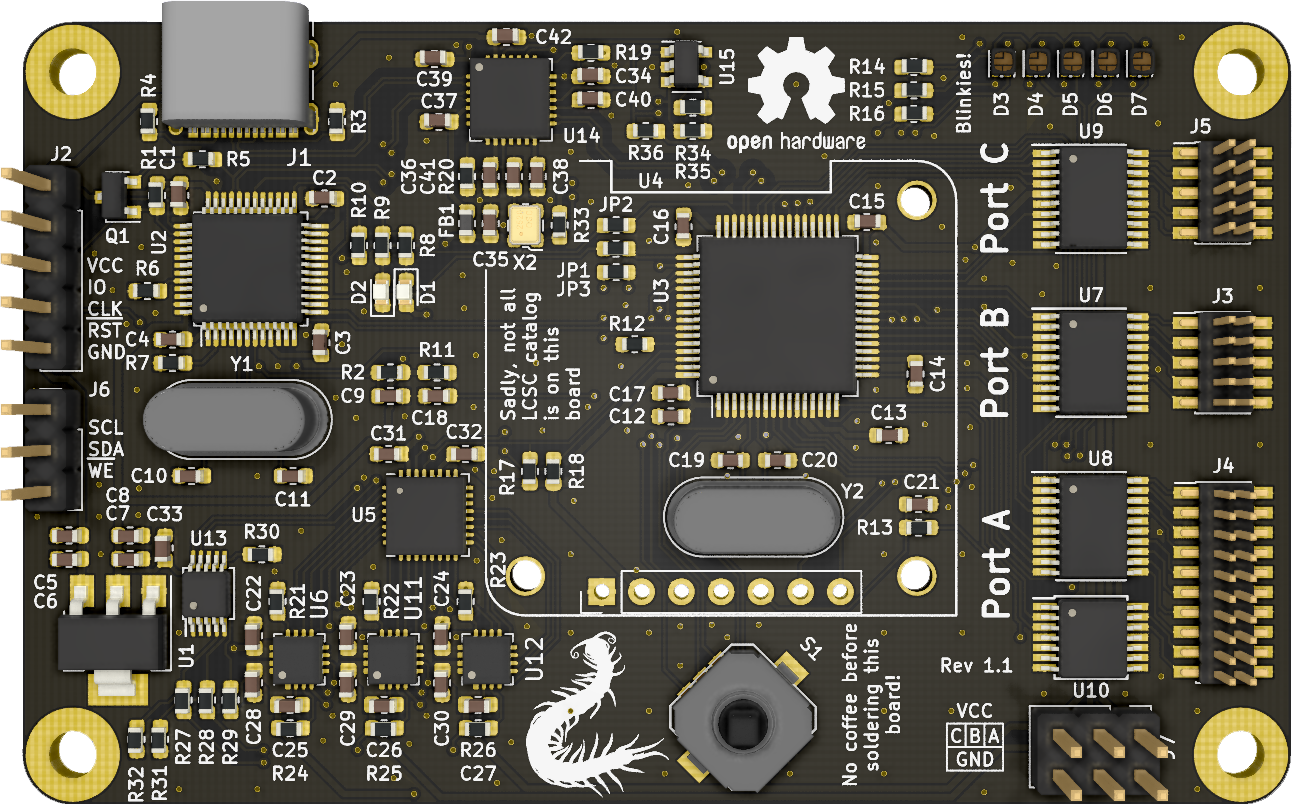 C42
R19
C34
C40
U15
C39
C37
U14
R36
R34
R35
open hardware
R14
R15
R16
Blinkies!
D3
D4
D5
D6
D7
R4
R3
J1
R1
C1
R5
J2
Q1
U2
C2
R10
R9
R8
C36
C41
R20
C38
FB1
C35
X2
R33
U4
JP2
JP1
JP3
C16
C15
U3
Port C
U9
J5
VCC
IO
CLK
RST
GND
R6
C4
R7
C3
Y1
D2
D1
Sadly, not all
LCSC catalog
is on this
board
R12
C17
C12
C14
C13
Port B
U7
J3
J6
SCL
SDA
WE
R2
C9
R11
C18
C31
C32
C10
C11
R17
R18
C19
C20
Y2
C21
R13
Port A
U8
J4
C8
C7
C33
U13
R30
U5
C5
C6
U1
C22
R21
U6
C23
R22
U11
C24
R23
U12
C28
C25
R24
C29
C26
R25
C30
R26
C27
R27
R28
R29
R32
R31
S1
No coffee before
soldering this
board!
Rev 1.1
U10
VCC
C B A
GND